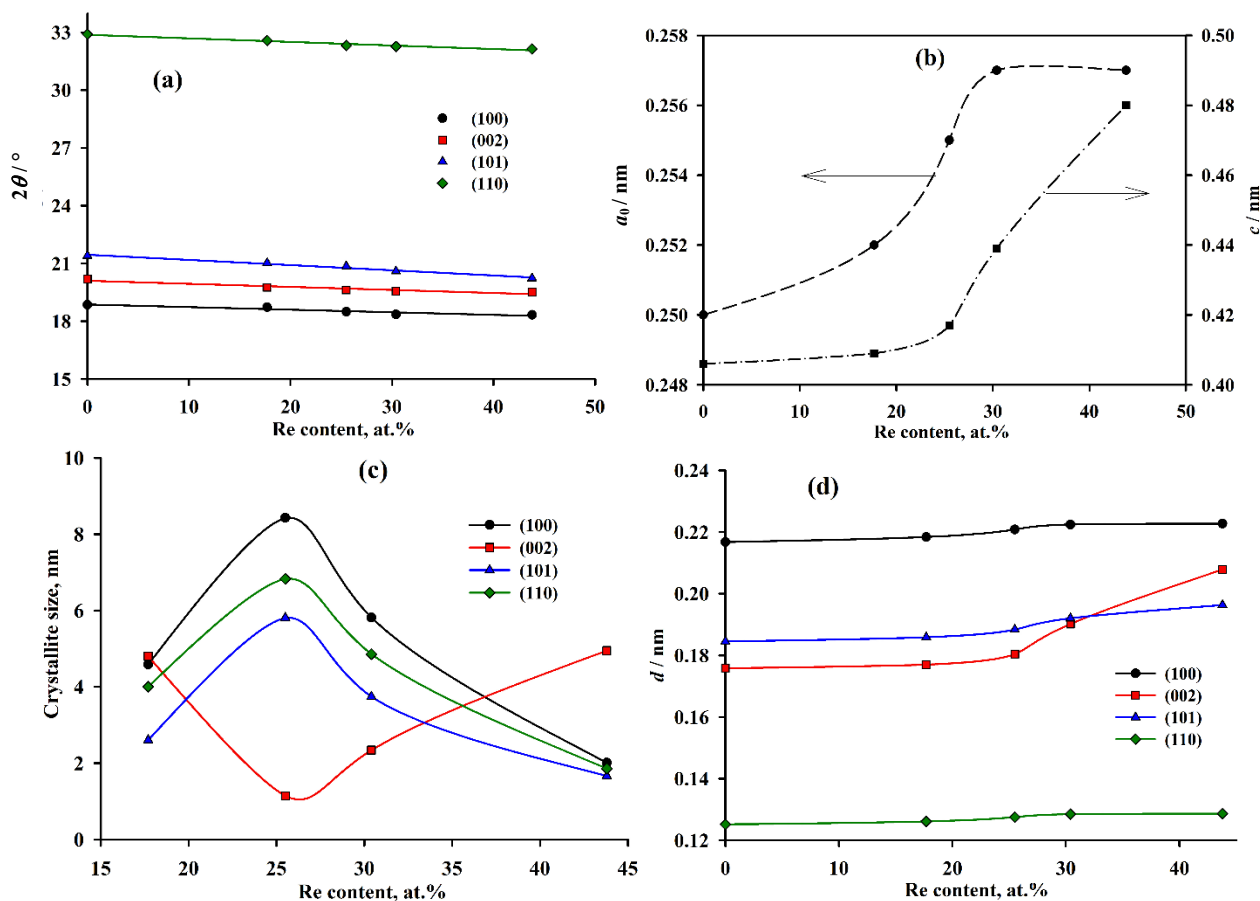 (a)
33
30
27
24
21
18
15
2θ / °
(100)
(002)
(101)
(110)
0 10 20 30 40 50
Re content, at.%
(b)
0.258
0.256
0.254
0.252
0.250
0.248
a₀ / nm
0.50
0.48
0.46
0.44
0.42
0.40
c / nm
0 10 20 30 40 50
Re content, at.%
(c)
10
8
6
4
2
0
Crystallite size, nm
(100)
(002)
(101)
(110)
15 20 25 30 35 40 45
Re content, at.%
(d)
0.24
0.22
0.20
0.18
0.16
0.14
0.12
d / nm
(100)
(002)
(101)
(110)
0 10 20 30 40
Re content, at.%